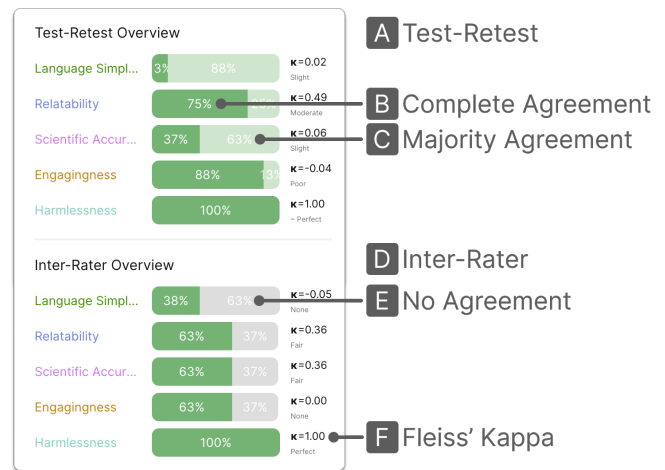 Test-Retest Overview
Language Simpl... 3% 88% κ=0.02
Slight
Relatability 75% 25% κ=0.49
Moderate
Scientific Accur... 37% 63% κ=0.06
Slight
Engagingness 88% 13% κ=-0.04
Poor
Harmlessness 100% κ=1.00
~ Perfect
Inter-Rater Overview
Language Simpl... 38% 63% κ=-0.05
None
Relatability 63% 37% κ=0.36
Fair
Scientific Accur... 63% 37% κ=0.36
Fair
Engagingness 63% 37% κ=0.00
None
Harmlessness 100% κ=1.00
Perfect
A Test-Retest
B Complete Agreement
C Majority Agreement
D Inter-Rater
E No Agreement
F Fleiss’ Kappa